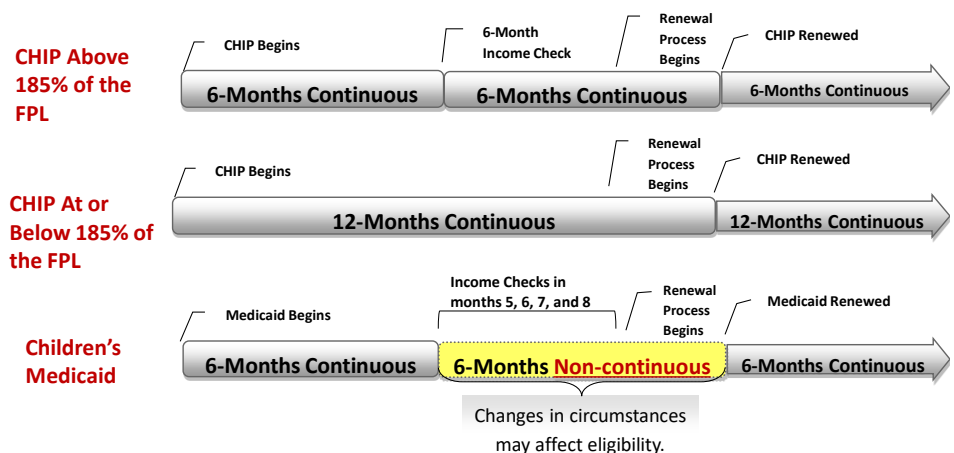 CHIP Above
185% of the
FPL
CHIP Begins
6-Month
Income Check
Renewal
Process
Begins
CHIP Renewed
6-Months Continuous
6-Months Continuous
6-Months Continuous
CHIP At or
Below 185% of
the FPL
CHIP Begins
Renewal
Process
Begins
CHIP Renewed
12-Months Continuous
12-Months Continuous
Children's
Medicaid
Medicaid Begins
Income Checks in
months 5, 6, 7, and 8
Renewal
Process
Begins
Medicaid Renewed
6-Months Continuous
6-Months Non-continuous
6-Months Continuous
Changes in circumstances
may affect eligibility.